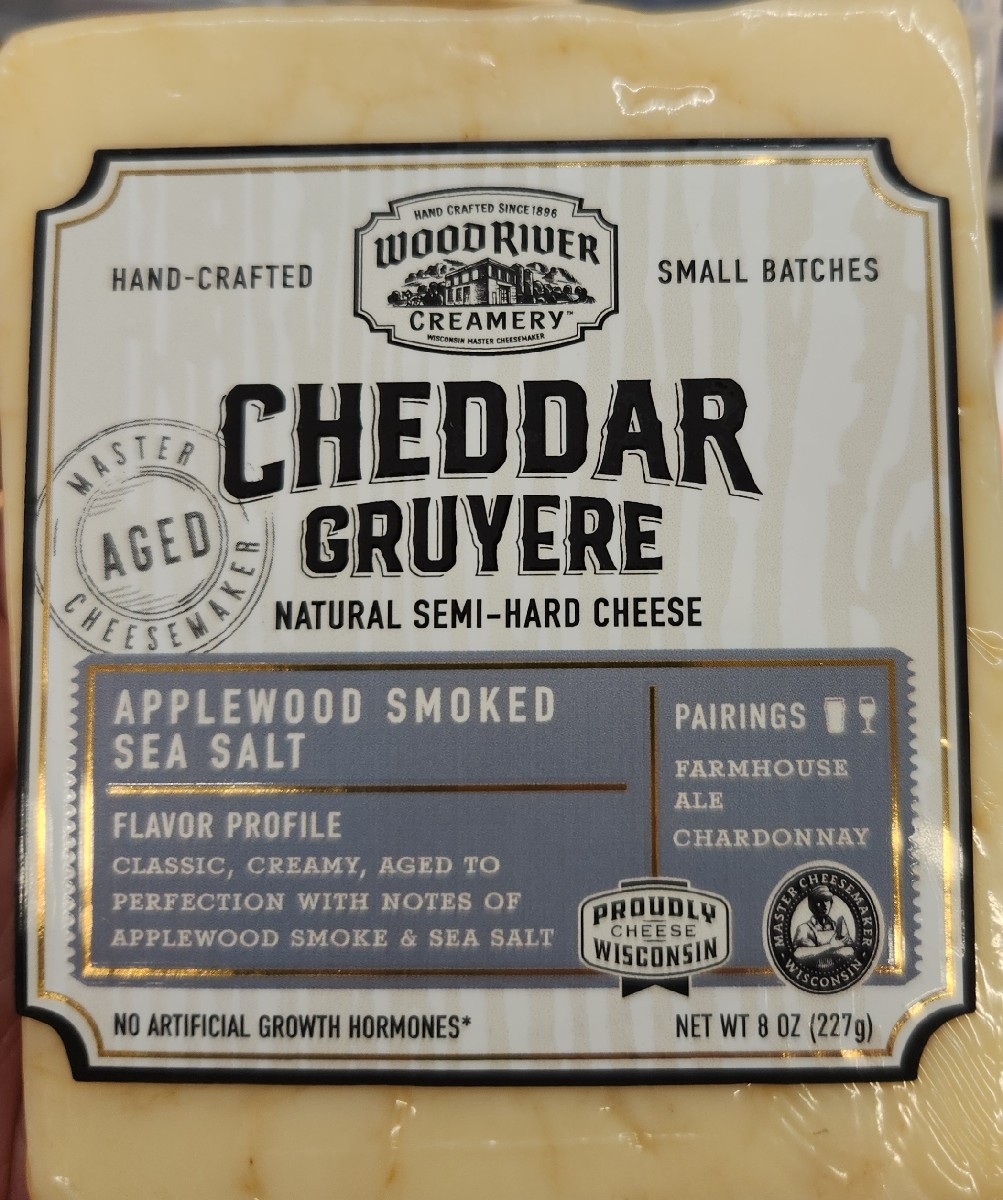 HAND CRAFTED SINCE 1896
WOOD RIVER
CREAMERY™
WISCONSIN MASTER CHEESEMAKER
HAND-CRAFTED
SMALL BATCHES
CHEDDAR
GRUYERE
NATURAL SEMI-HARD CHEESE
MASTER
AGED
CHEESEMAKER
APPLEWOOD SMOKED
SEA SALT
FLAVOR PROFILE
CLASSIC, CREAMY, AGED TO
PERFECTION WITH NOTES OF
APPLEWOOD SMOKE & SEA SALT
PAIRINGS
FARMHOUSE
ALE
CHARDONNAY
PROUDLY
CHEESE
WISCONSIN
MASTER CHEESEMAKER
WISCONSIN
NO ARTIFICIAL GROWTH HORMONES*
NET WT 8 OZ (227g)